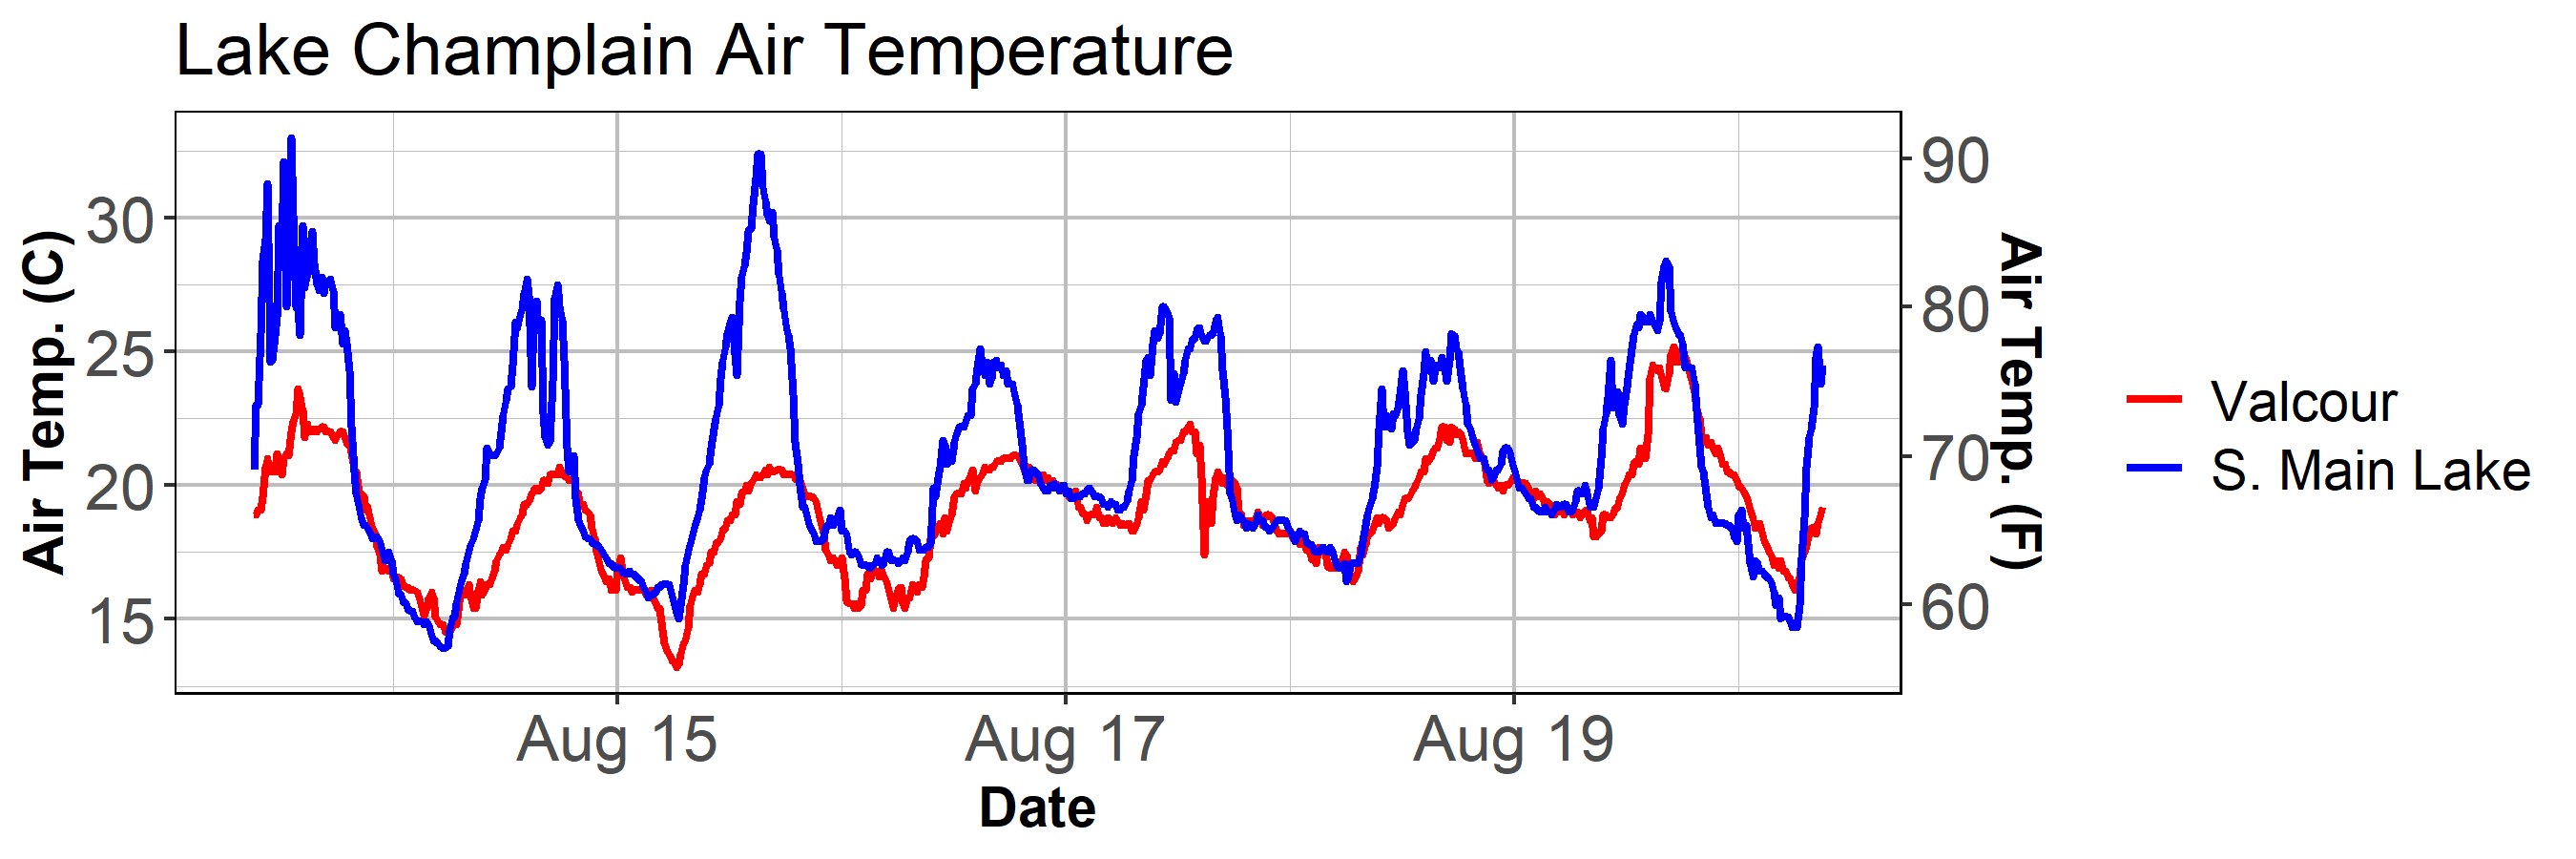 Lake Champlain Air Temperature
Air Temp. (C)
30
25
20
15
90
80
70
60
Air Temp. (F)
Aug 15
Aug 17
Aug 19
Date
Valcour
S. Main Lake